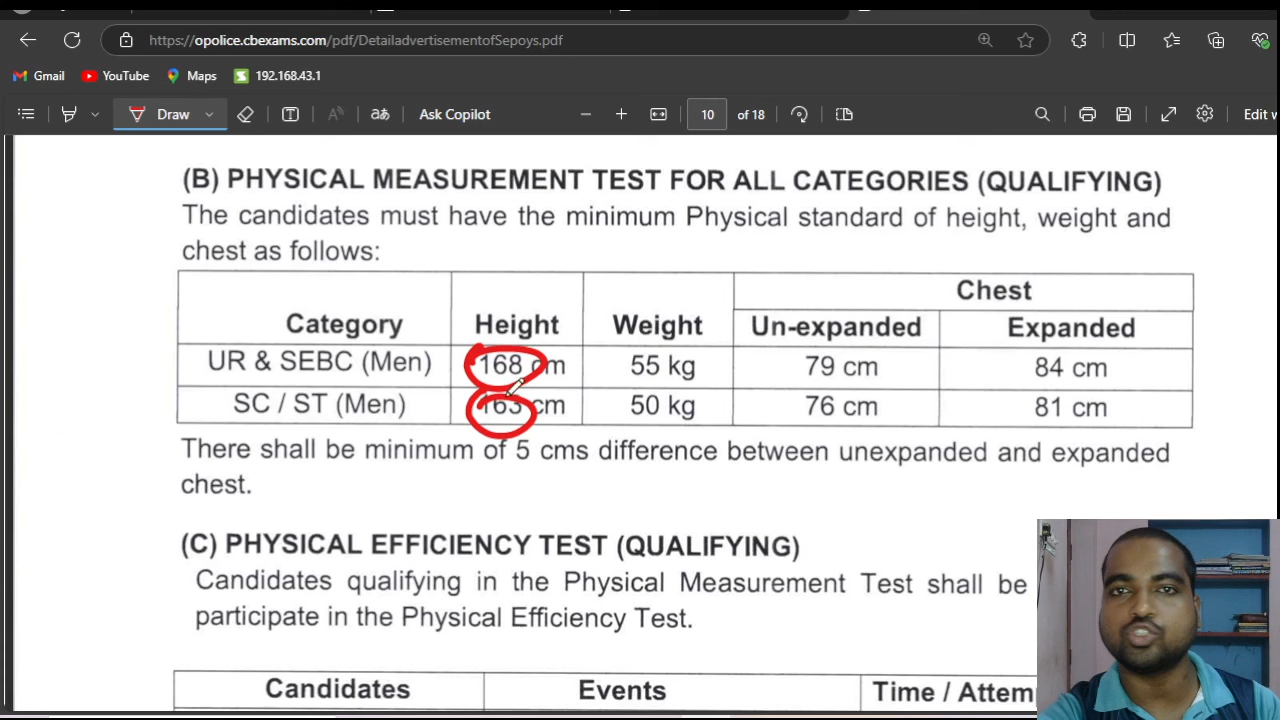 https://opolice.cbexams.com/pdf/DetailadvertisementofSepoys.pdf
Gmail YouTube Maps 192.168.43.1
Draw Ask Copilot 10 of 18 Edit
(B) PHYSICAL MEASUREMENT TEST FOR ALL CATEGORIES (QUALIFYING)
The candidates must have the minimum Physical standard of height, weight and
chest as follows:
Chest
Category Height Weight Un-expanded Expanded
UR & SEBC (Men) 168 cm 55 kg 79 cm 84 cm
SC / ST (Men) 163 cm 50 kg 76 cm 81 cm
There shall be minimum of 5 cms difference between unexpanded and expanded
chest.
(C) PHYSICAL EFFICIENCY TEST (QUALIFYING)
Candidates qualifying in the Physical Measurement Test shall be
participate in the Physical Efficiency Test.
Candidates Events Time / Attem